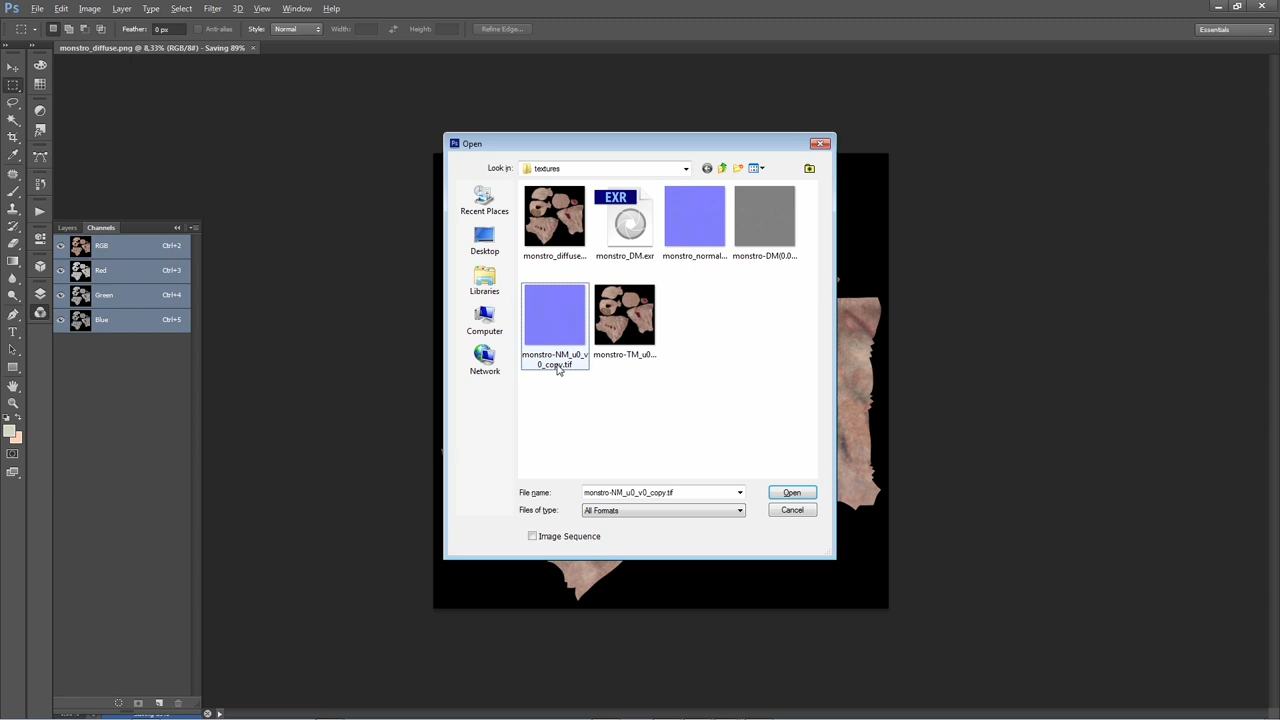 Ps File Edit Image Layer Type Select Filter 3D View Window Help
Feather: 0 px Anti-alias Style: Normal Width: Height: Refine Edge... Essentials
monstro_diffuse.png @ 8,33% (RGB/8#) - Saving 89% ×
Open
Look in: textures
Recent Places
Desktop
Libraries
Computer
Network
EXR
monstro_diffuse... monstro_DM.exr monstro_normal... monstro-DM(0.0...
monstro-NM_u0_v
0_copy.tif
monstro-TM_u0...
File name: monstro-NM_u0_v0_copy.tif Open
Files of type: All Formats Cancel
Image Sequence
Layers Channels
RGB Ctrl+2
Red Ctrl+3
Green Ctrl+4
Blue Ctrl+5